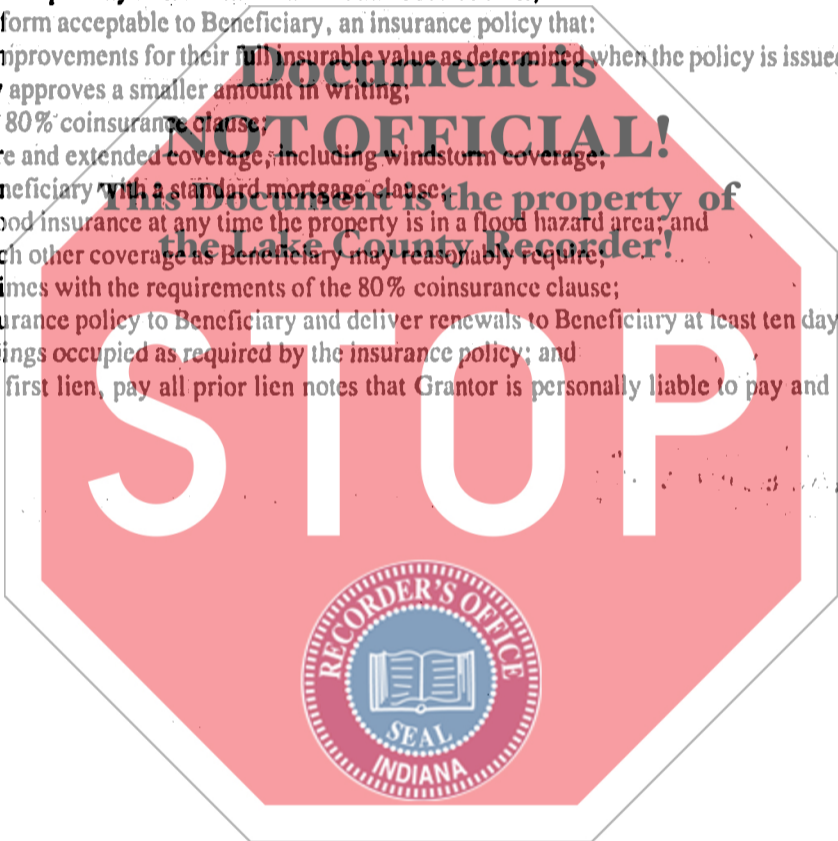 form acceptable to Beneficiary, an insurance policy that:
improvements for their full insurable value as determined when the policy is issued
approves a smaller amount in writing;
80% coinsurance clause;
and extended coverage, including windstorm coverage;
with a standard mortgage clause;
insurance at any time the property is in a flood hazard area; and
other coverage as Beneficiary may reasonably require;
with the requirements of the 80% coinsurance clause;
policy to Beneficiary and deliver renewals to Beneficiary at least ten day
occupied as required by the insurance policy; and
first lien, pay all prior lien notes that Grantor is personally liable to pay and
Document is
NOT OFFICIAL!
This Document is the property of
the Lake County Recorder!
STOP
RECORDER'S OFFICE
SEAL
INDIANA